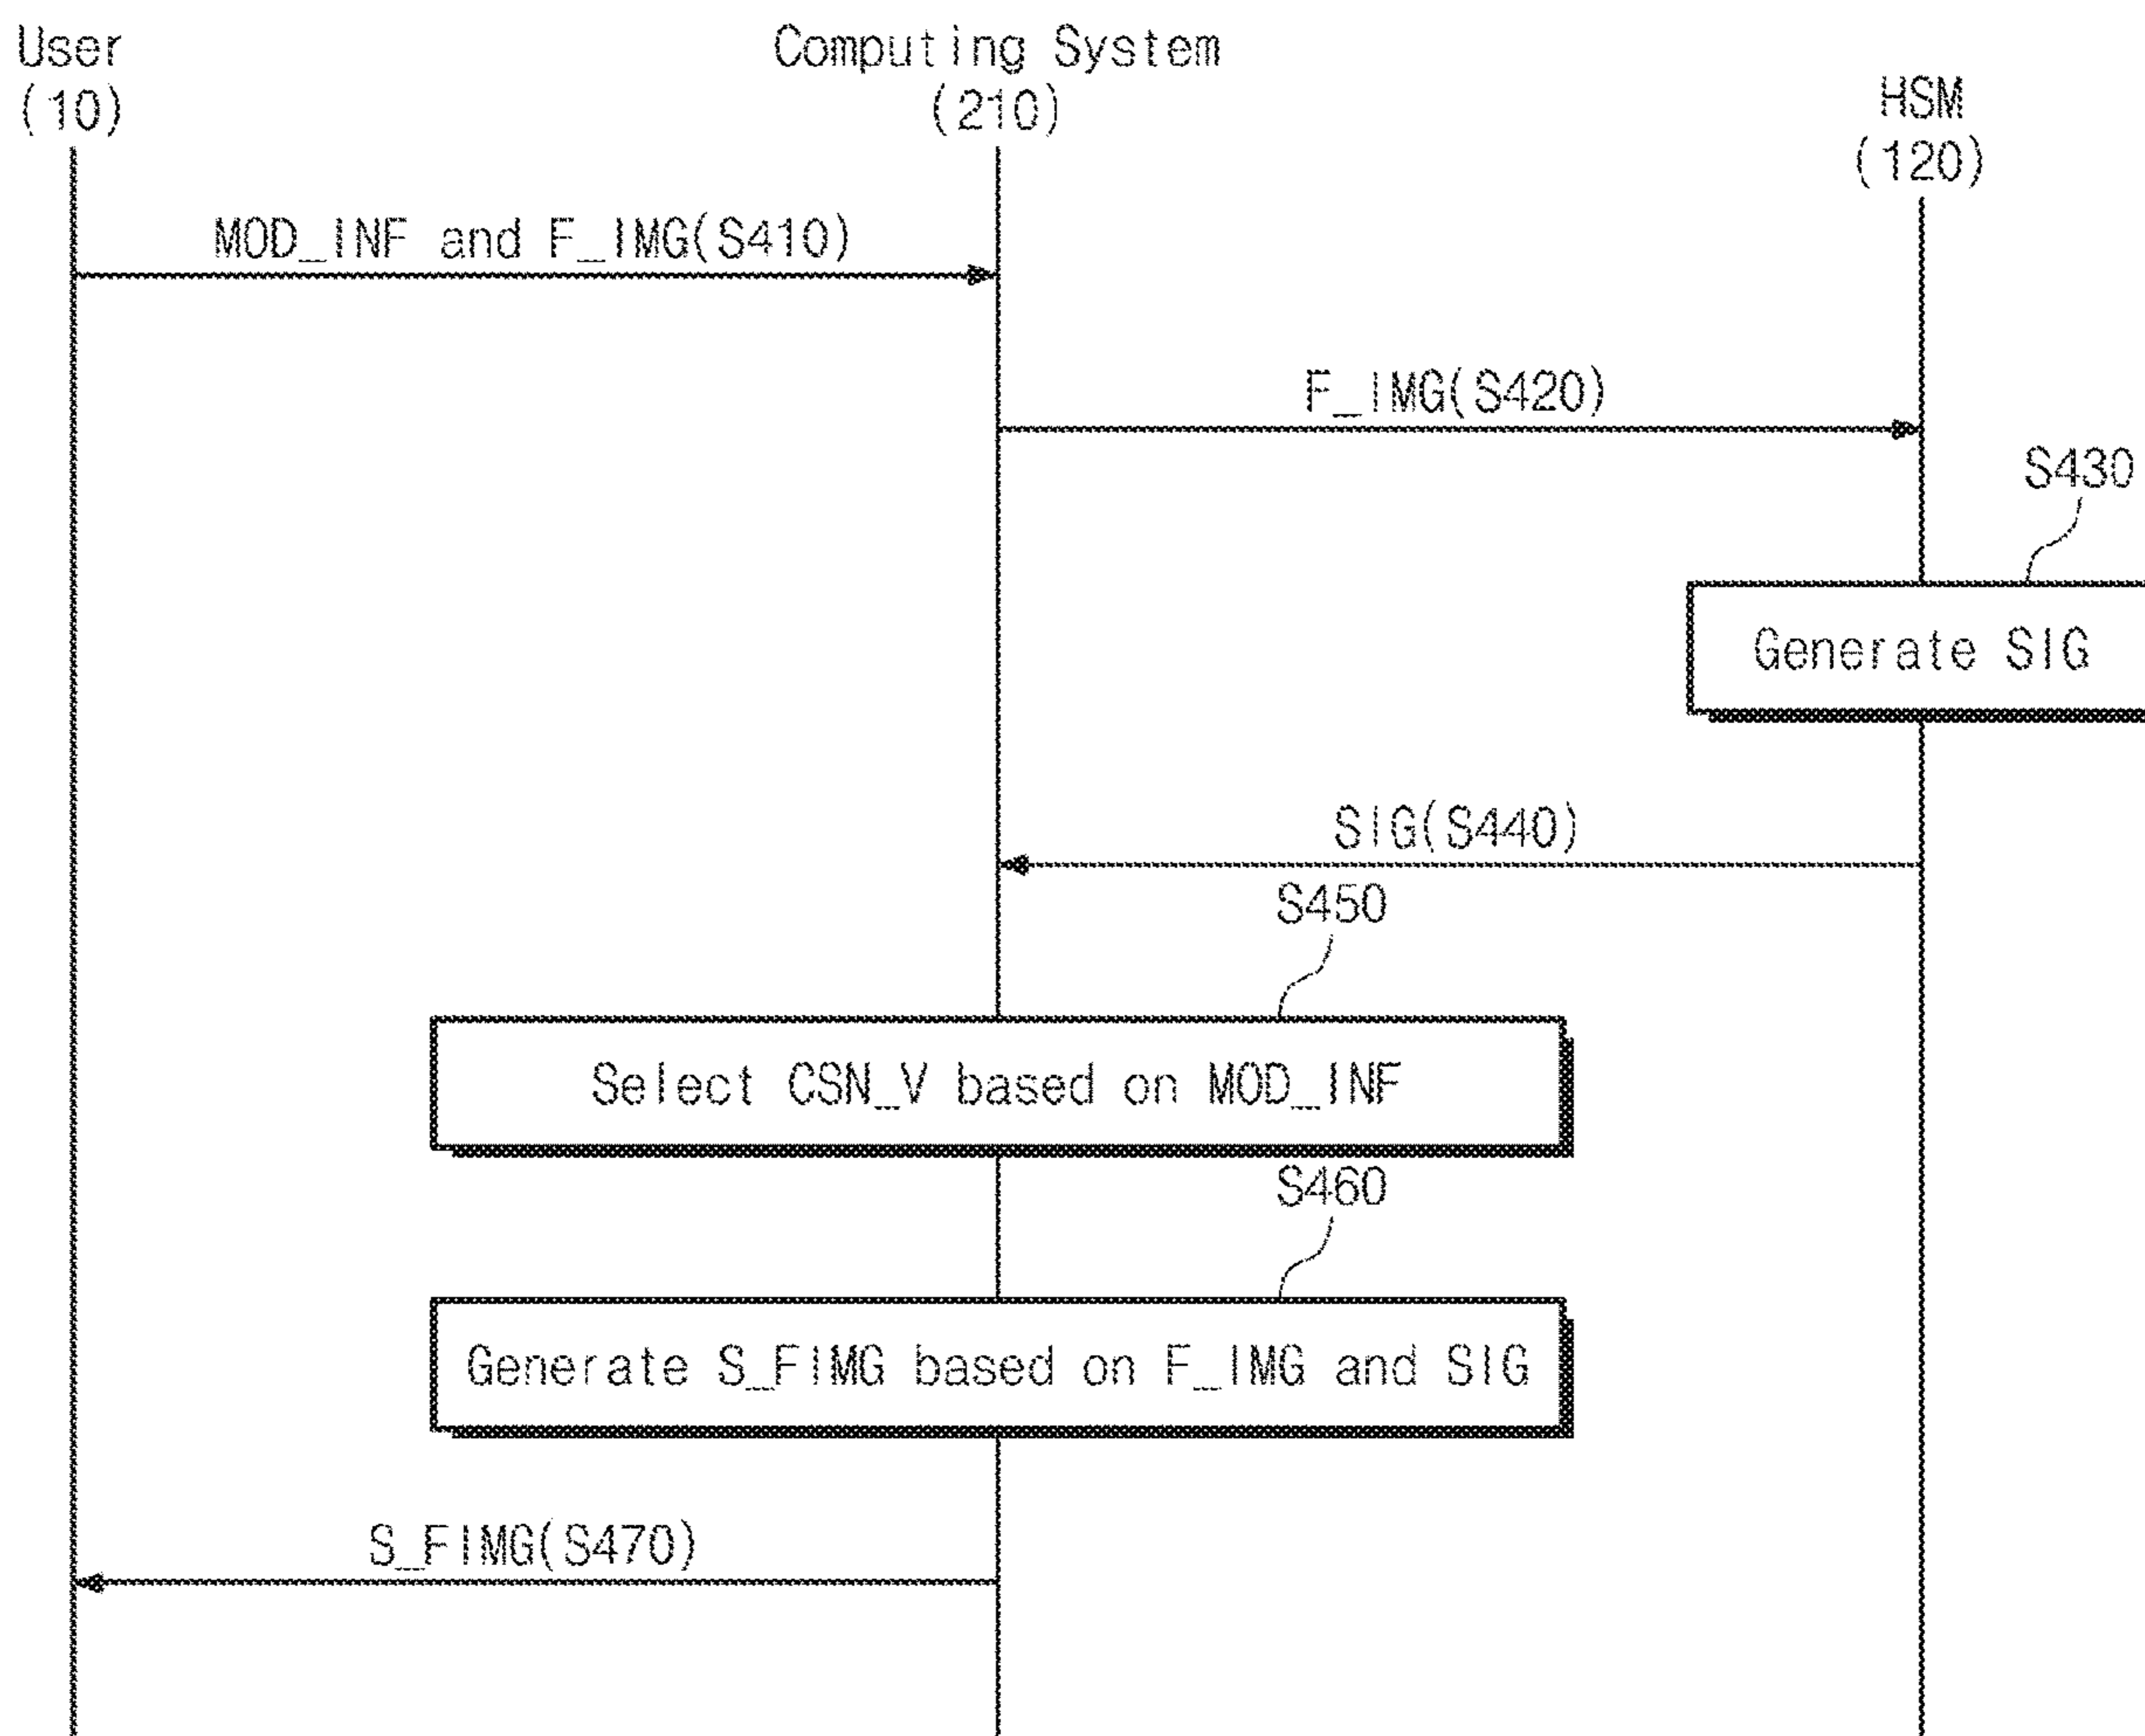 User
(10)
Computing System
(210)
HSM
(120)
MOD_INF and F_IMG(S410)
F_IMG(S420)
S430
Generate SIG
SIG(S440)
S450
Select CSN_V based on MOD_INF
S460
Generate S_FIMG based on F_IMG and SIG
S_FIMG(S470)